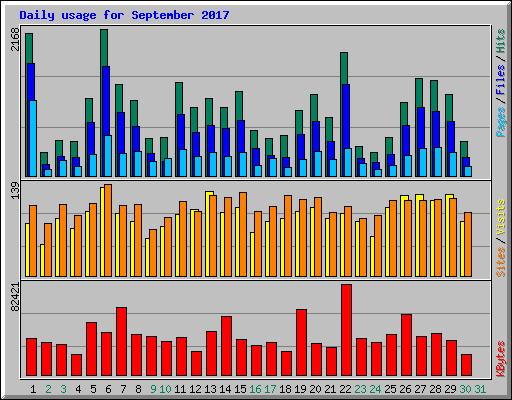 Daily usage for September 2017
2168
139
82421
Pages / Files / Hits
Sites / Visits
KBytes
1 2 3 4 5 6 7 8 9 10 11 12 13 14 15 16 17 18 19 20 21 22 23 24 25 26 27 28 29 30 31